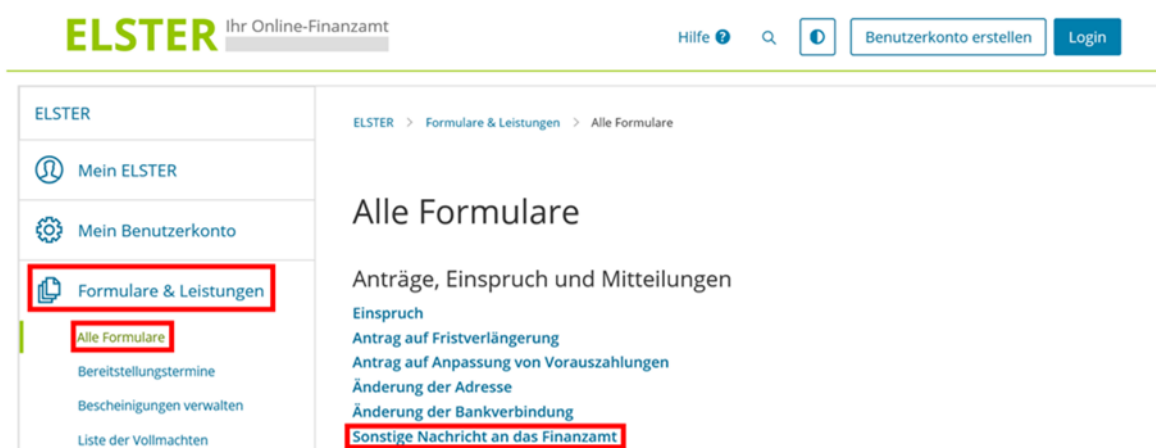 ELSTER Ihr Online-Finanzamt
Hilfe ?
Benutzerkonto erstellen
Login
ELSTER
Mein ELSTER
Mein Benutzerkonto
Formulare & Leistungen
Alle Formulare
Bereitstellungstermine
Bescheinigungen verwalten
Liste der Vollmachten
ELSTER > Formulare & Leistungen > Alle Formulare
Alle Formulare
Anträge, Einspruch und Mitteilungen
Einspruch
Antrag auf Fristverlängerung
Antrag auf Anpassung von Vorauszahlungen
Änderung der Adresse
Änderung der Bankverbindung
Sonstige Nachricht an das Finanzamt